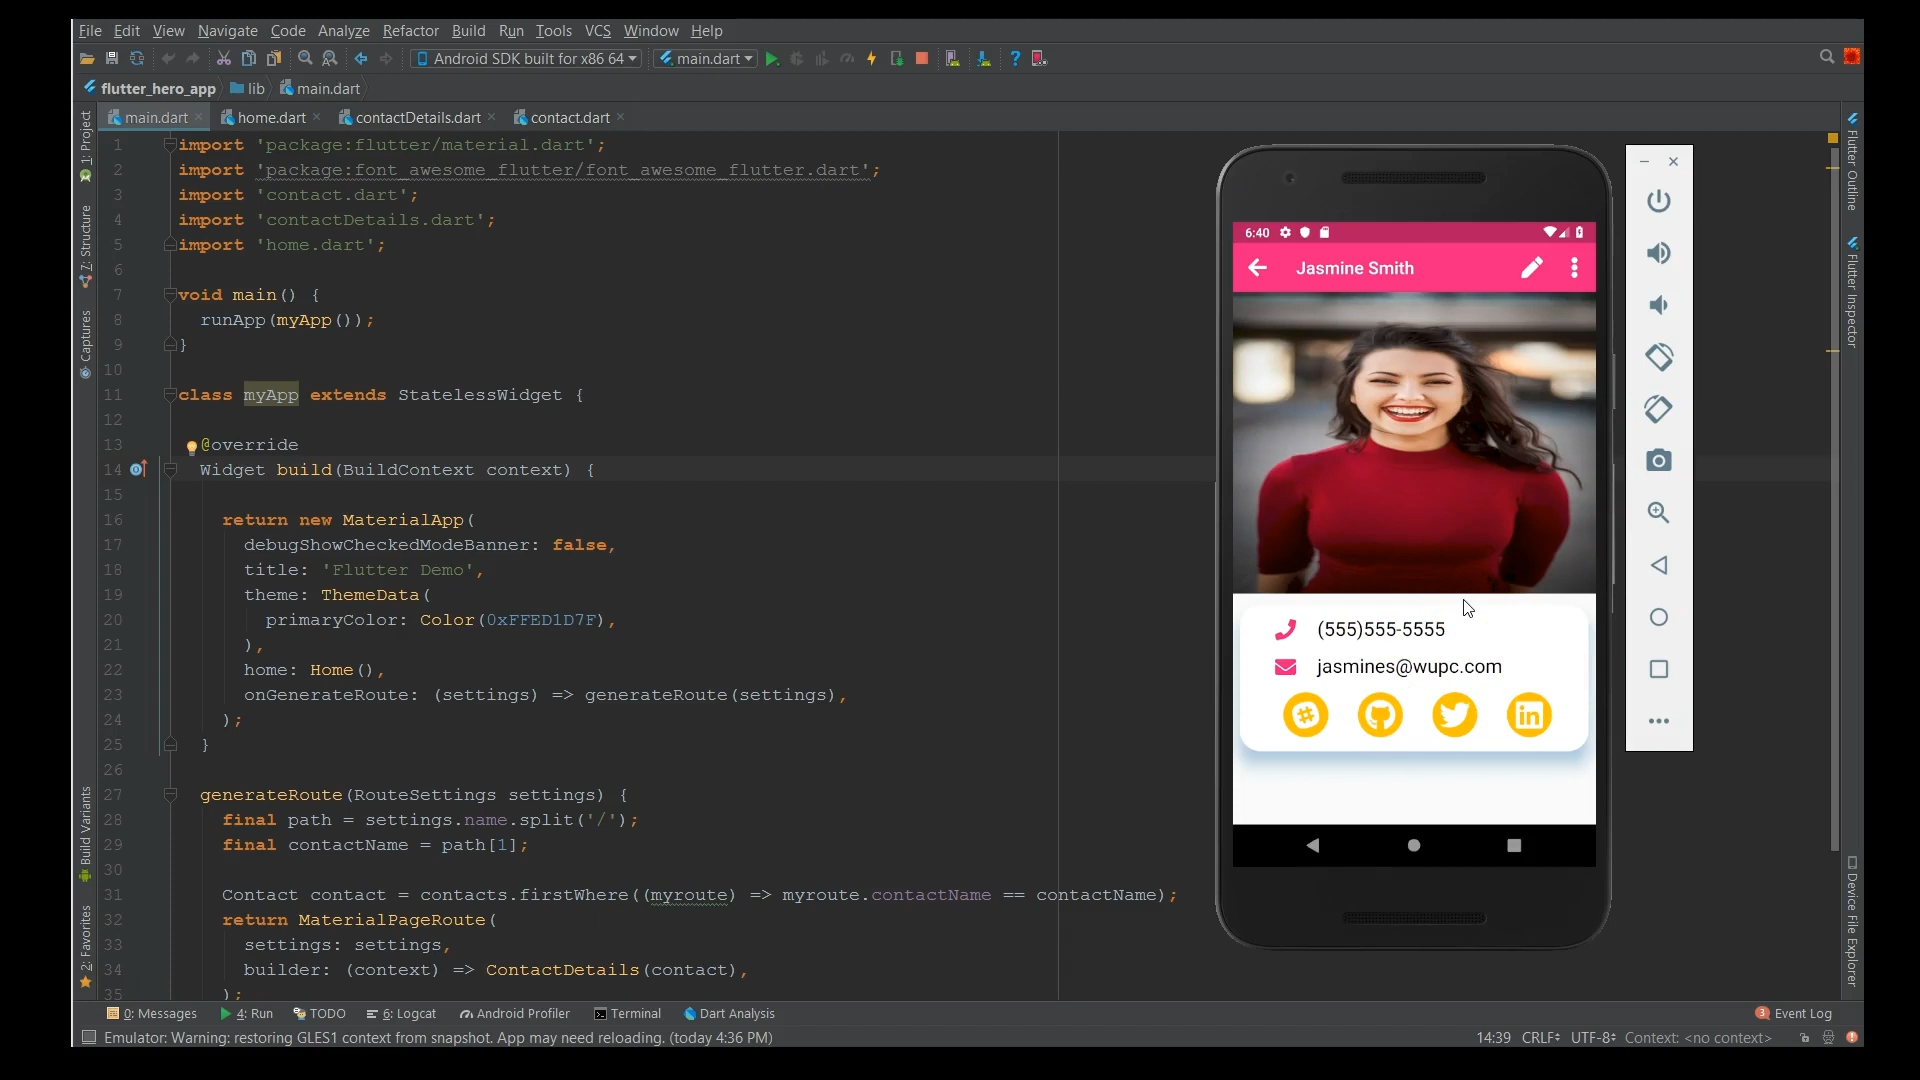 File Edit View Navigate Code Analyze Refactor Build Run Tools VCS Window Help
Android SDK built for x86 64 main.dart
flutter_hero_app lib main.dart
main.dart home.dart contactDetails.dart contact.dart
1: Project
7: Structure
Captures
Build Variants
2: Favorites
1 import 'package:flutter/material.dart';
2 import 'package:font_awesome_flutter/font_awesome_flutter.dart';
3 import 'contact.dart';
4 import 'contactDetails.dart';
5 import 'home.dart';
6
7 void main() {
8 runApp(myApp());
9 }
10
11 class myApp extends StatelessWidget {
12
13 @override
14 Widget build(BuildContext context) {
15
16 return new MaterialApp(
17 debugShowCheckedModeBanner: false,
18 title: 'Flutter Demo',
19 theme: ThemeData(
20 primaryColor: Color(0xFFED1D7F),
21 ),
22 home: Home(),
23 onGenerateRoute: (settings) => generateRoute(settings),
24 );
25 }
26
27 generateRoute(RouteSettings settings) {
28 final path = settings.name.split('/');
29 final contactName = path[1];
30
31 Contact contact = contacts.firstWhere((myroute) => myroute.contactName == contactName);
32 return MaterialPageRoute(
33 settings: settings,
34 builder: (context) => ContactDetails(contact),
35 );
6:40
Jasmine Smith
(555)555-5555
jasmines@wupc.com
in
Flutter Outline
Flutter Inspector
Device File Explorer
0: Messages 4: Run TODO 6: Logcat Android Profiler Terminal Dart Analysis 3 Event Log
Emulator: Warning: restoring GLES1 context from snapshot. App may need reloading. (today 4:36 PM) 14:39 CRLF UTF-8 Context: <no context>